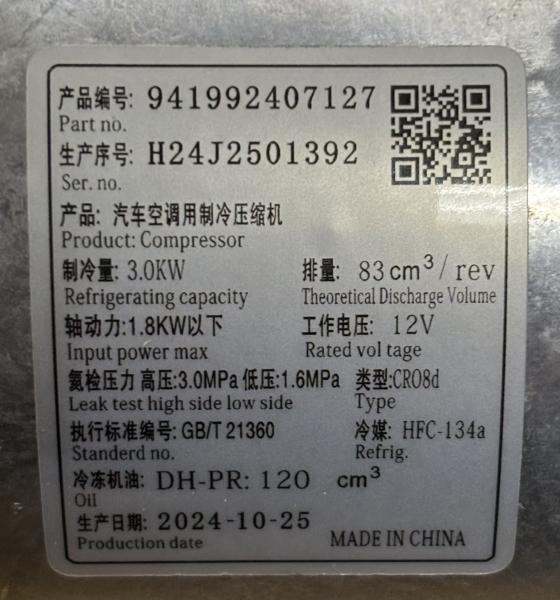 产品编号: 941992407127
Part no.
生产序号: H24J2501392
Ser. no.
产品: 汽车空调用制冷压缩机
Product: Compressor
制冷量: 3.0KW 排量: 83cm³/rev
Refrigerating capacity Theoretical Discharge Volume
轴动力:1.8KW以下 工作电压: 12V
Input power max Rated vol tage
氦检压力 高压:3.0MPa 低压:1.6MPa 类型:CR08d
Leak test high side low side Type
执行标准编号: GB/T 21360 冷媒: HFC-134a
Standerd no. Refrig.
冷冻机油: DH-PR: 120 cm³
Oil
生产日期: 2024-10-25
Production date MADE IN CHINA